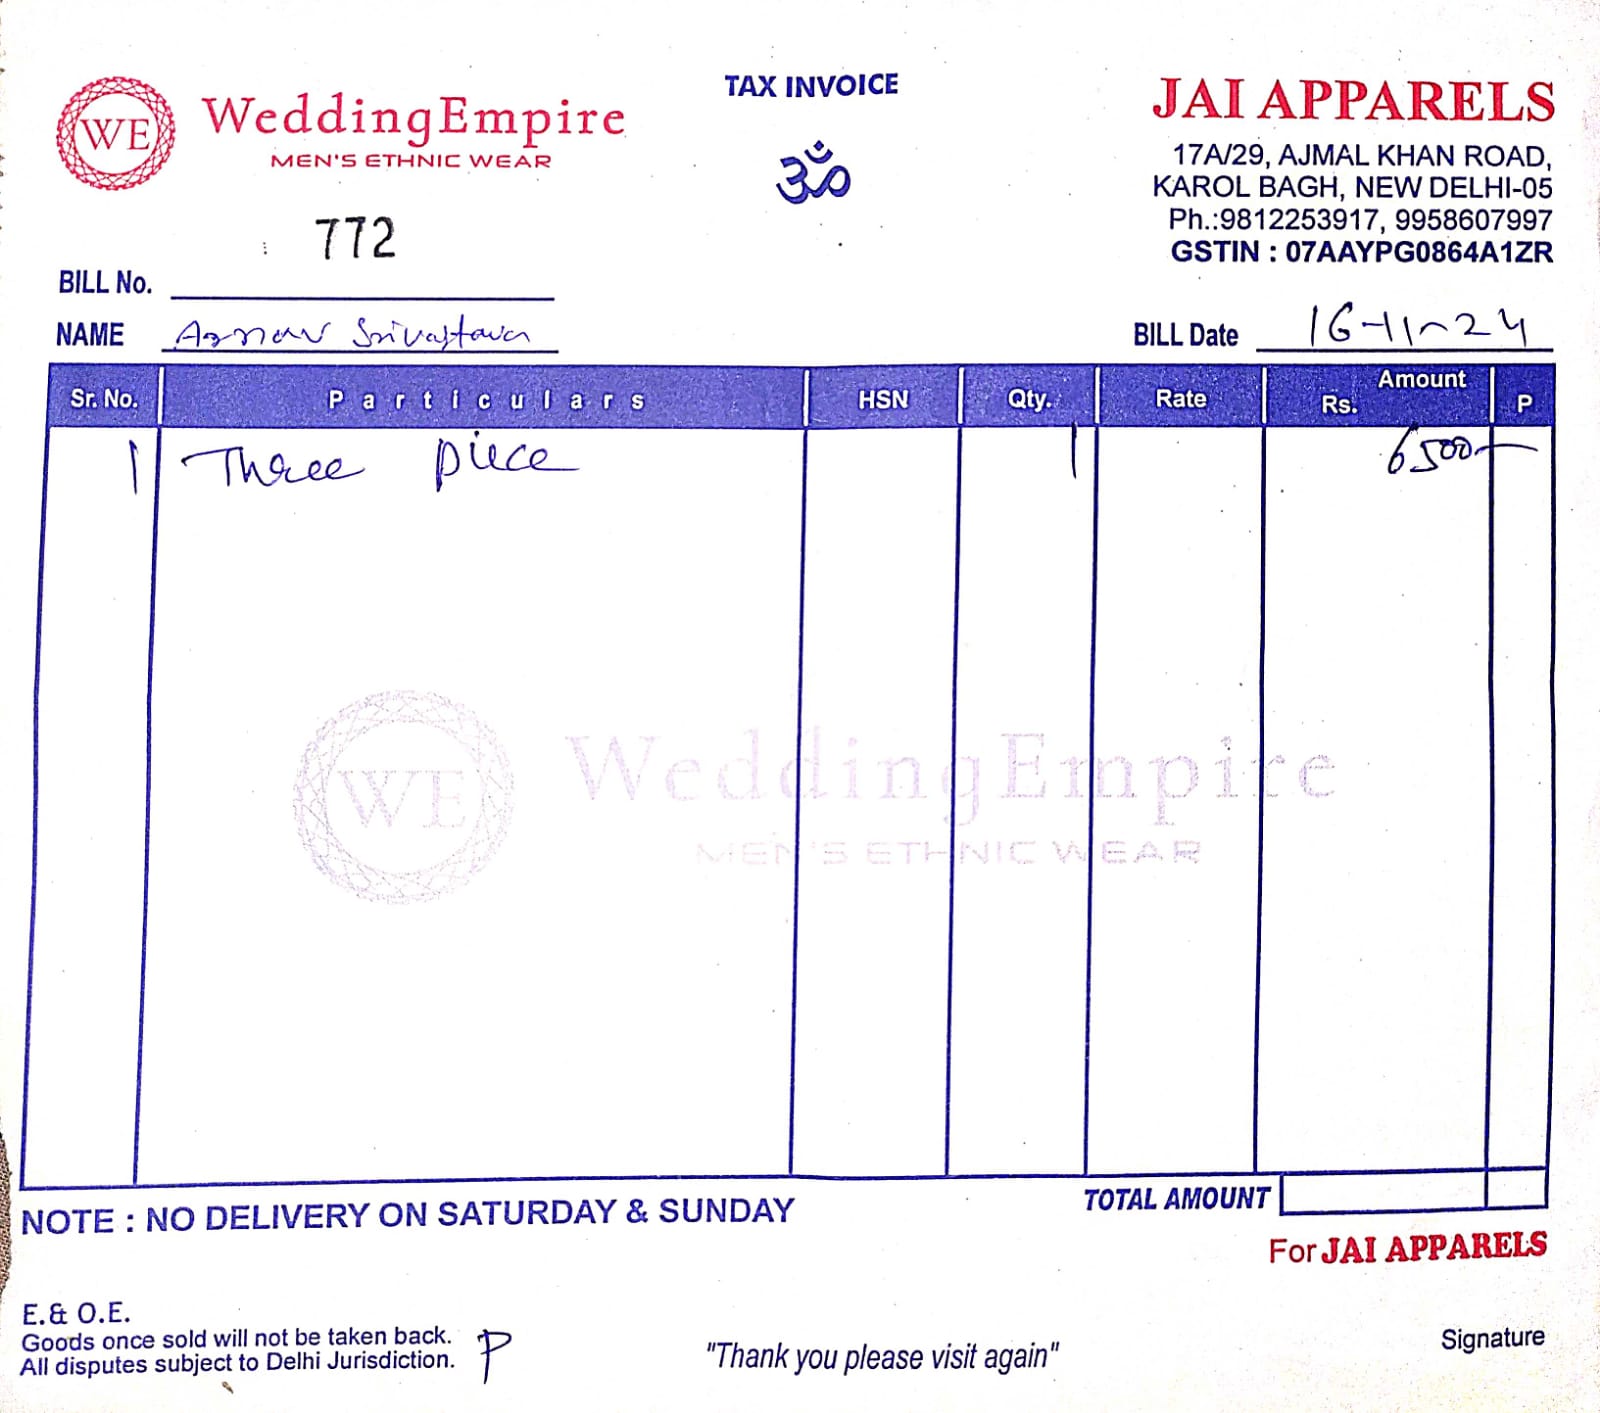 WE
WeddingEmpire
MEN'S ETHNIC WEAR
TAX INVOICE
ॐ
JAI APPARELS
17A/29, AJMAL KHAN ROAD,
KAROL BAGH, NEW DELHI-05
Ph.:9812253917, 9958607997
GSTIN : 07AAYPG0864A1ZR
BILL No. 772
NAME Arnav Srivastava
BILL Date 16-11-24
Sr. No. Particulars HSN Qty. Rate Amount Rs. P
1 Three piece 1 6500
WE
WeddingEmpire
MEN'S ETHNIC WEAR
NOTE : NO DELIVERY ON SATURDAY & SUNDAY
TOTAL AMOUNT
For JAI APPARELS
E.& O.E.
Goods once sold will not be taken back.
All disputes subject to Delhi Jurisdiction.
P
"Thank you please visit again"
Signature